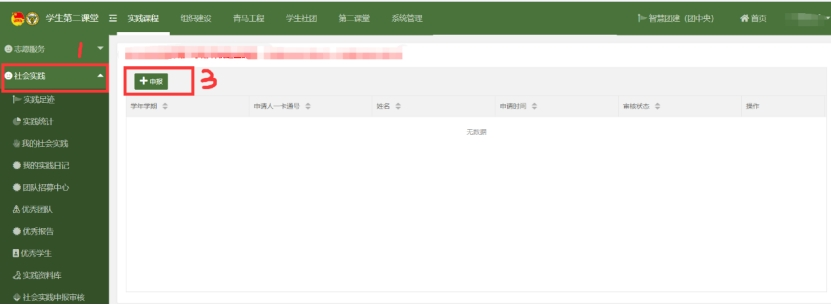 学生第二课堂 实践课程 组织建设 青马工程 学生社团 第二课堂 系统管理 智慧团建（团中央） 首页
志愿服务
1
社会实践
申报
3
学年学期 申请人一卡通号 姓名 申请时间 审核状态 操作
无数据
实践足迹
实践统计
我的社会实践
我的实践日记
团队招募中心
优秀团队
优秀报告
优秀学生
实践资料库
社会实践申报审核